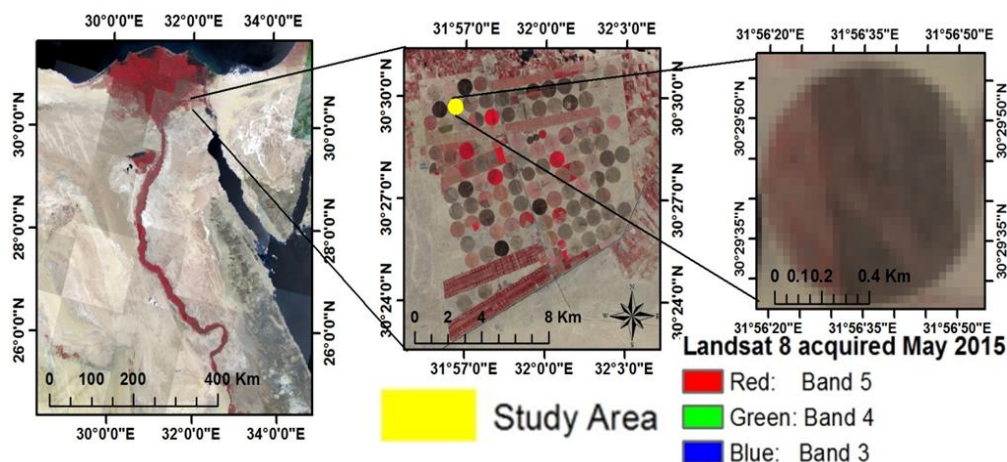 30°0'0"E 32°0'0"E 34°0'0"E
30°0'0"N
28°0'0"N
26°0'0"N
30°0'0"N
28°0'0"N
26°0'0"N
0 100 200 400 Km
30°0'0"E 32°0'0"E 34°0'0"E
31°57'0"E 32°0'0"E 32°3'0"E
30°30'0"N
30°27'0"N
30°24'0"N
30°30'0"N
30°27'0"N
30°24'0"N
N
0 2 4 8 Km
31°57'0"E 32°0'0"E 32°3'0"E
31°56'20"E 31°56'35"E 31°56'50"E
30°29'50"N
30°29'35"N
30°29'50"N
30°29'35"N
0 0.1 0.2 0.4 Km
31°56'20"E 31°56'35"E 31°56'50"E
Study Area
Landsat 8 acquired May 2015
Red: Band 5
Green: Band 4
Blue: Band 3